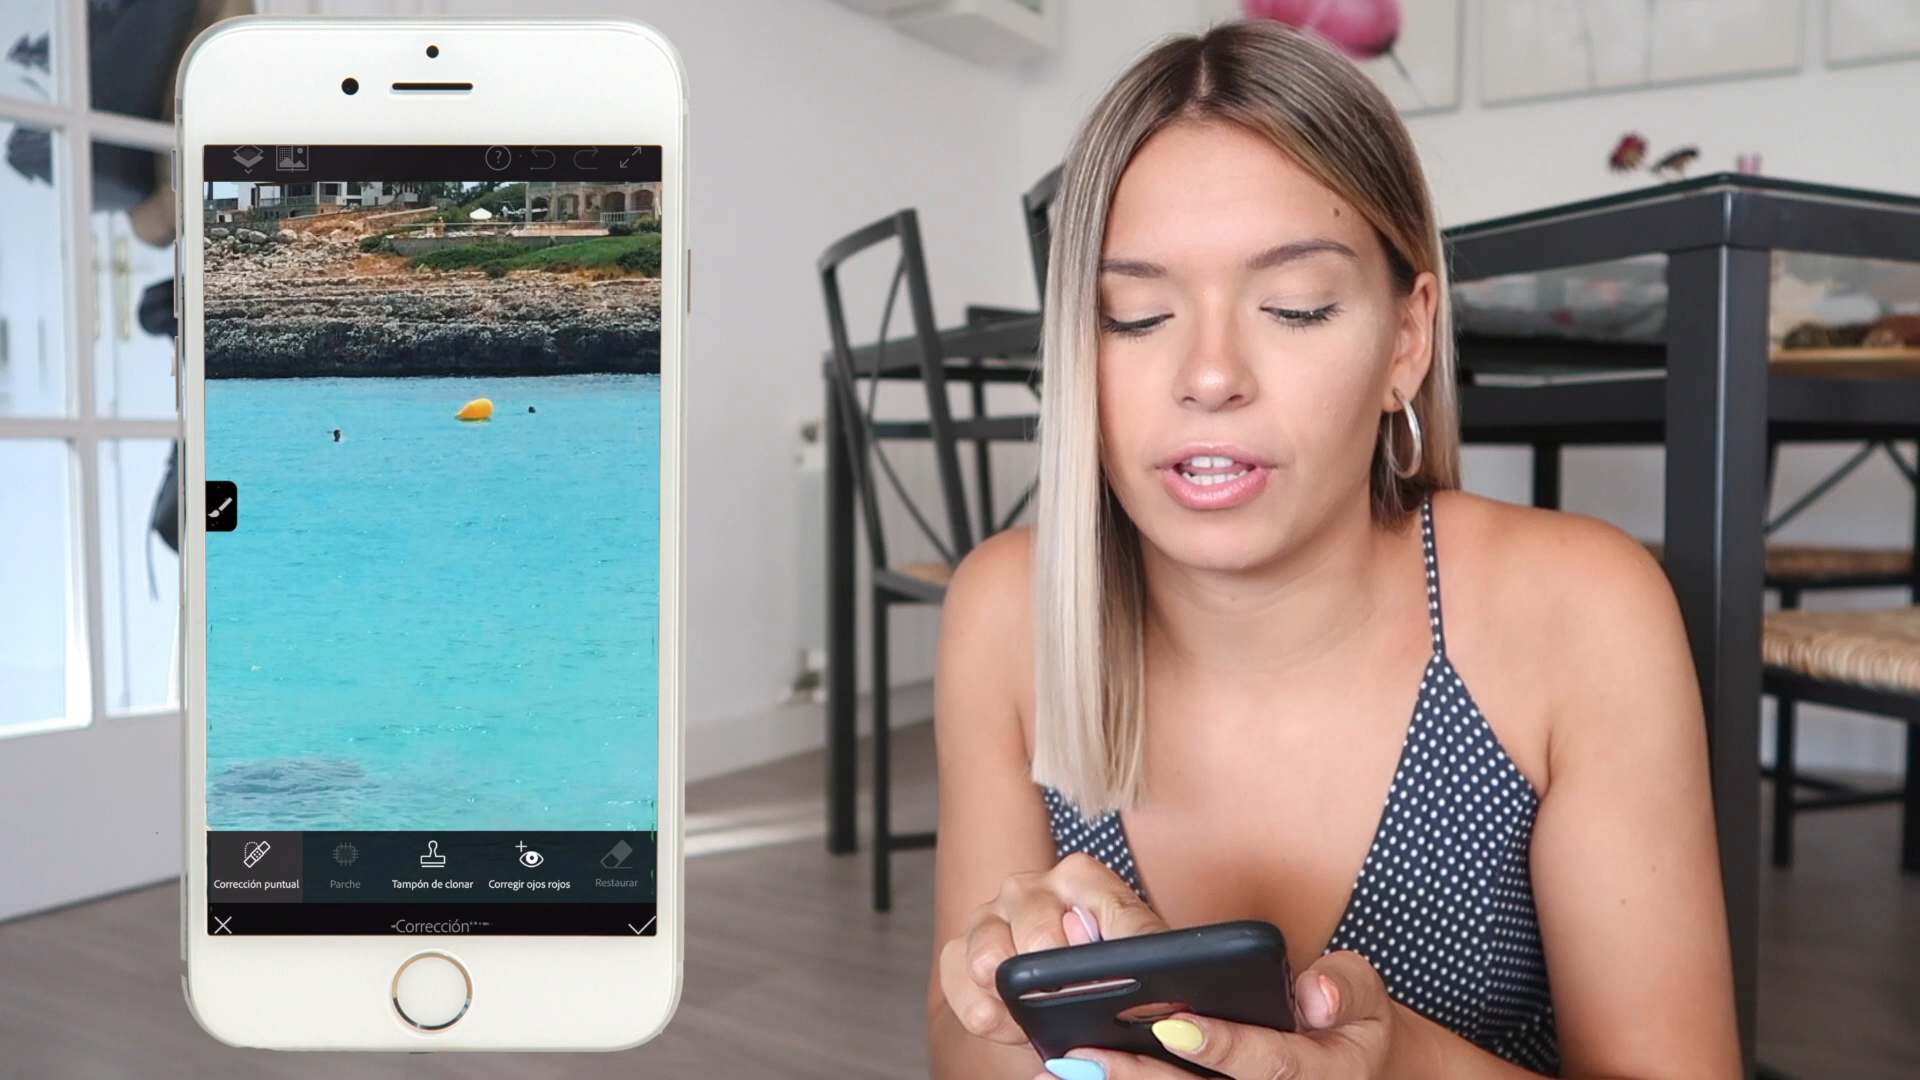 Corrección puntual
Parche
Tampón de clonar
Corregir ojos rojos
Restaurar
Corrección